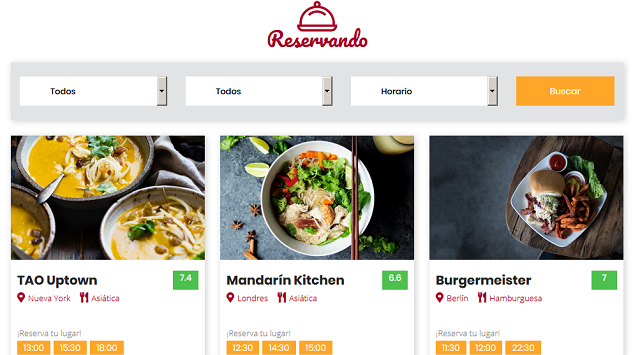 Reservando
Todos
Todos
Horario
Buscar
TAO Uptown
7.4
Nueva York
Asiática
¡Reserva tu lugar!
13:00
15:30
18:00
Mandarín Kitchen
6.6
Londres
Asiática
¡Reserva tu lugar!
12:30
14:30
15:00
Burgermeister
7
Berlín
Hamburguesa
¡Reserva tu lugar!
11:30
12:00
22:30